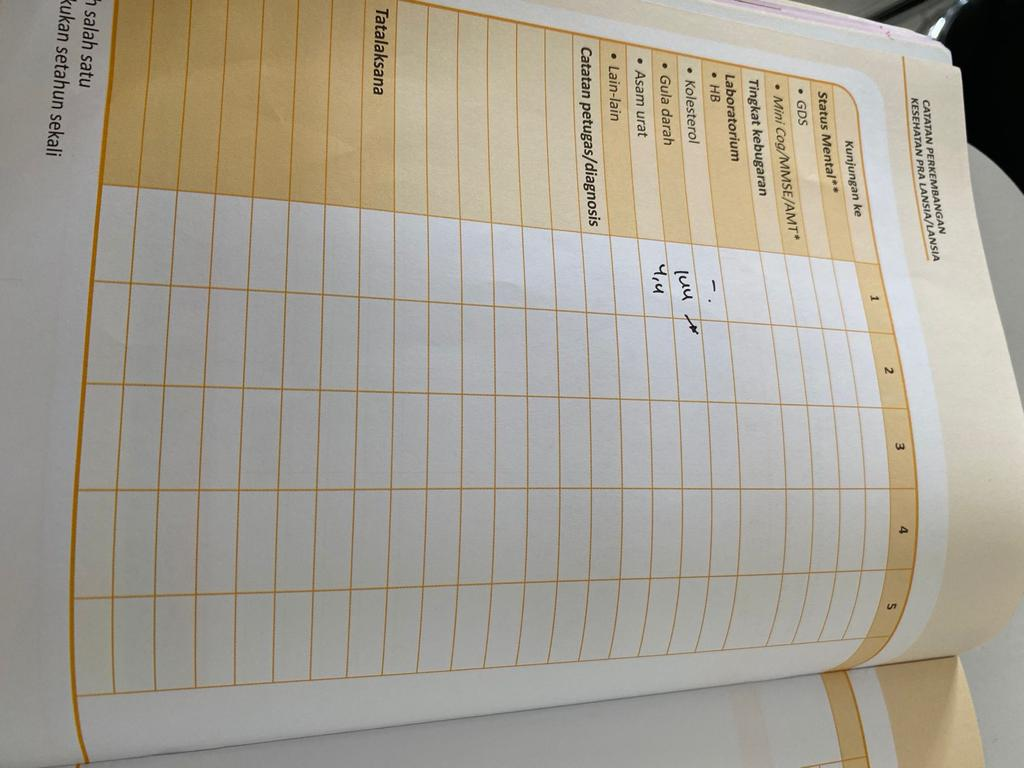 CATATAN PERKEMBANGAN
KESEHATAN PRA LANSIA/LANSIA
Kunjungan ke 1 2 3 4 5
Status Mental**
• GDS
• Mini Cog/MMSE/AMT*
Tingkat kebugaran
Laboratorium
• HB
• Kolesterol -
• Gula darah 144
• Asam urat 4,4
• Lain-lain
Catatan petugas/diagnosis
Tatalaksana
h salah satu
kukan setahun sekali